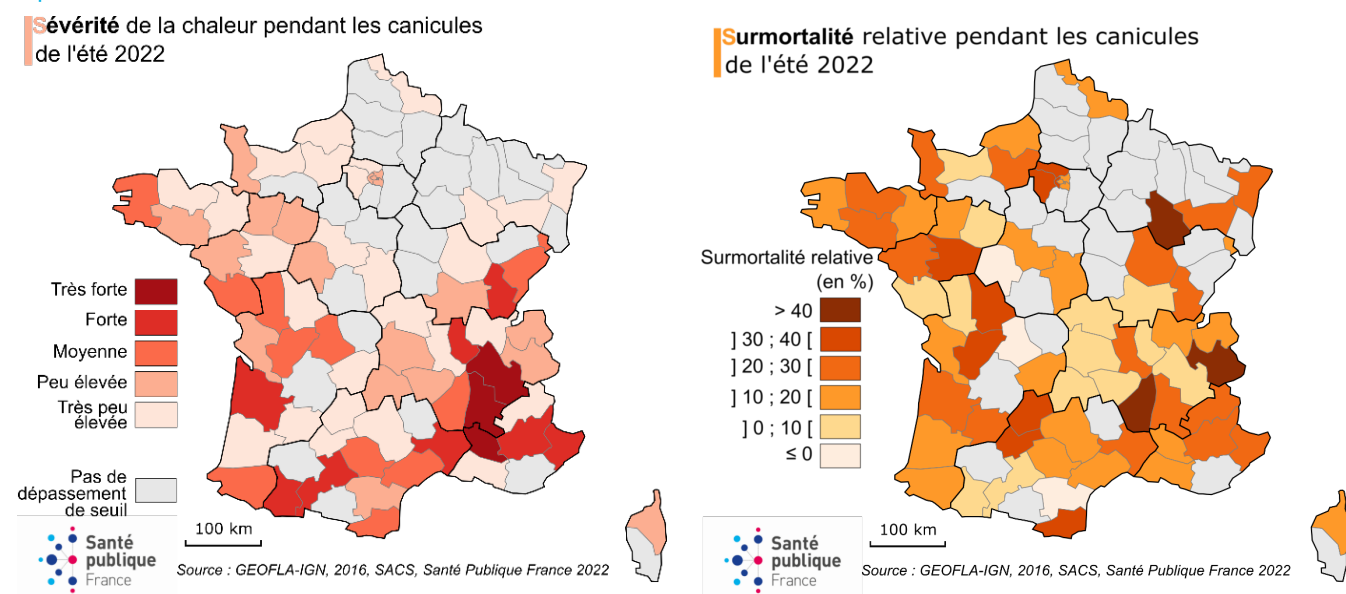 Sévérité de la chaleur pendant les canicules
de l'été 2022
Très forte
Forte
Moyenne
Peu élevée
Très peu
élevée
Pas de
dépassement
de seuil
100 km
Santé
publique
France
Source : GEOFLA-IGN, 2016, SACS, Santé Publique France 2022
Surmortalité relative pendant les canicules
de l'été 2022
Surmortalité relative
(en %)
> 40
] 30 ; 40 [
] 20 ; 30 [
] 10 ; 20 [
] 0 ; 10 [
≤ 0
100 km
Santé
publique
France
Source : GEOFLA-IGN, 2016, SACS, Santé Publique France 2022